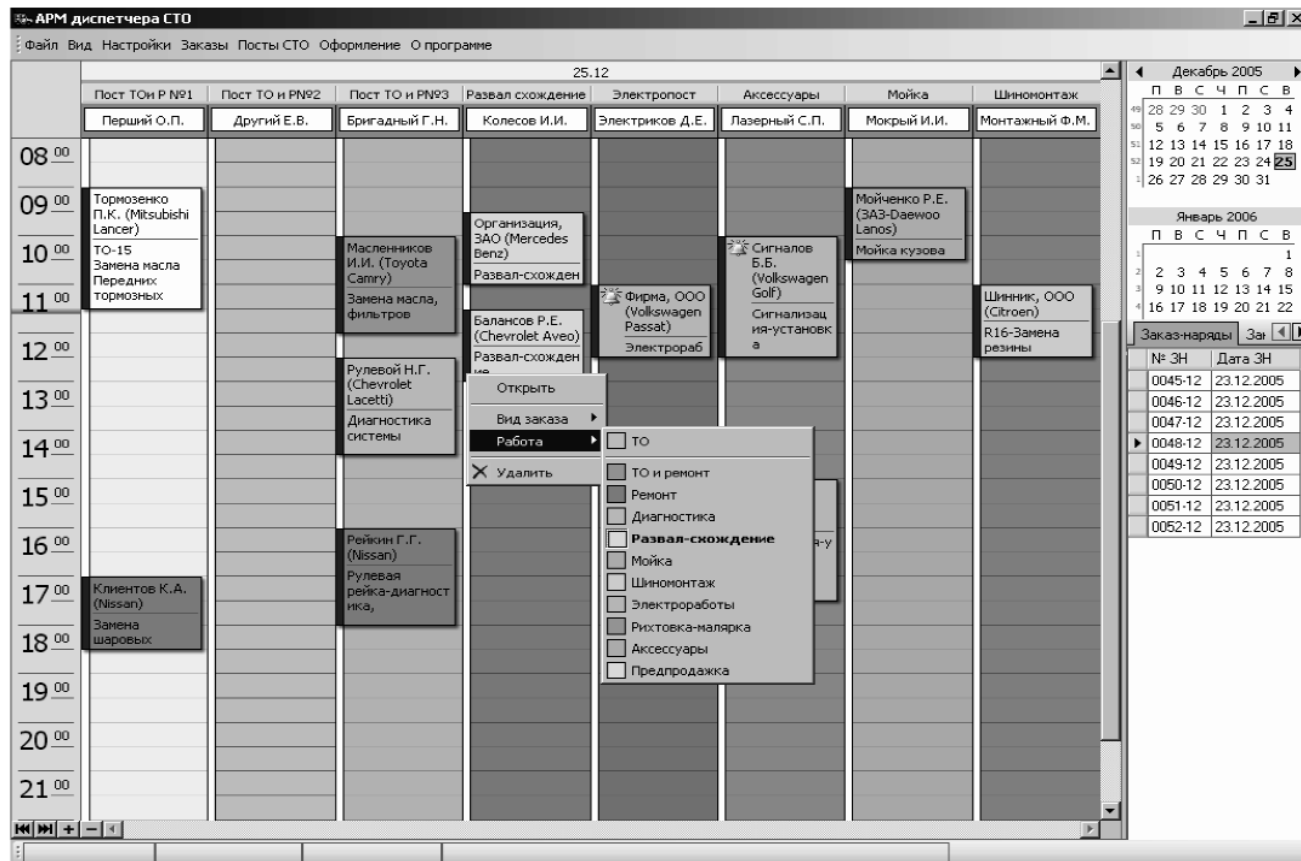 АРМ диспетчера СТО
Файл Вид Настройки Заказы Посты СТО Оформление О программе
25.12
Пост ТОи Р №1 Пост ТО и Р№2 Пост ТО и Р№3 Развал схождение Электропост Аксессуары Мойка Шиномонтаж
Перший О.П. Другий Е.В. Бригадный Г.Н. Колесов И.И. Электриков Д.Е. Лазерный С.П. Мокрый И.И. Монтажный Ф.М.
08 00
09 00
10 00
11 00
12 00
13 00
14 00
15 00
16 00
17 00
18 00
19 00
20 00
21 00
Тормозенко
П.К. (Mitsubishi
Lancer)
ТО-15
Замена масла
Передних
тормозных
Клиентов К.А.
(Nissan)
Замена
шаровых
Масленников
И.И. (Toyota
Camry)
Замена масла,
фильтров
Рулевой Н.Г.
(Chevrolet
Lacetti)
Диагностика
системы
Рейкин Г.Г.
(Nissan)
Рулевая
рейка-диагност
ика,
Организация,
ЗАО (Mercedes
Benz)
Развал-схожден
Балансов Р.Е.
(Chevrolet Aveo)
Развал-схожден
ие
Фирма, ООО
(Volkswagen
Passat)
Электрораб
Сигналов
Б.Б.
(Volkswagen
Golf)
Сигнализац
ия-установк
а
я-у
Мойченко Р.Е.
(ЗАЗ-Daewoo
Lanos)
Мойка кузова
Шинник, ООО
(Citroen)
R16-Замена
резины
Открыть
Вид заказа
Работа
Удалить
ТО
ТО и ремонт
Ремонт
Диагностика
Развал-схождение
Мойка
Шиномонтаж
Электроработы
Рихтовка-малярка
Аксессуары
Предпродажка
Декабрь 2005
П В С Ч П С В
49 28 29 30 1 2 3 4
50 5 6 7 8 9 10 11
51 12 13 14 15 16 17 18
52 19 20 21 22 23 24 25
1 26 27 28 29 30 31
Январь 2006
П В С Ч П С В
1 1
2 2 3 4 5 6 7 8
3 9 10 11 12 13 14 15
4 16 17 18 19 20 21 22
Заказ-наряды Зак
№ ЗН Дата ЗН
0045-12 23.12.2005
0046-12 23.12.2005
0047-12 23.12.2005
0048-12 23.12.2005
0049-12 23.12.2005
0050-12 23.12.2005
0051-12 23.12.2005
0052-12 23.12.2005